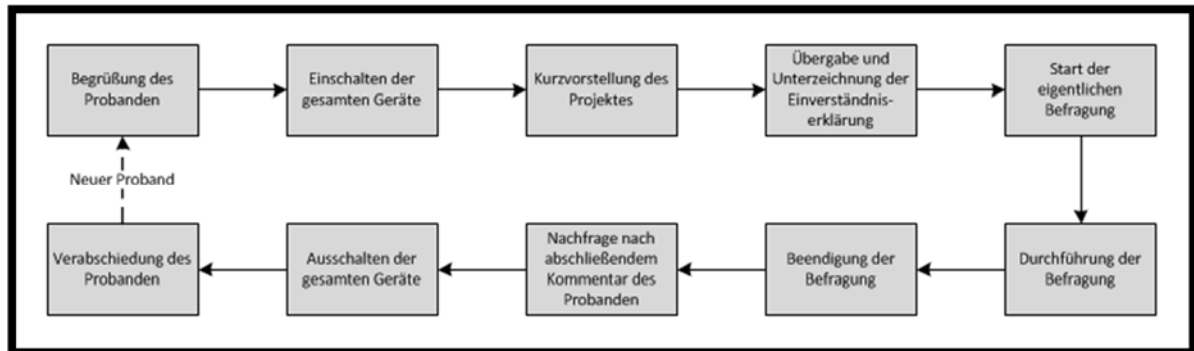 Begrüßung des
Probanden
Einschalten der
gesamten Geräte
Kurzvorstellung des
Projektes
Übergabe und
Unterzeichnung der
Einverständnis-
erklärung
Start der
eigentlichen
Befragung
Neuer Proband
Verabschiedung des
Probanden
Ausschalten der
gesamten Geräte
Nachfrage nach
abschließendem
Kommentar des
Probanden
Beendigung der
Befragung
Durchführung der
Befragung